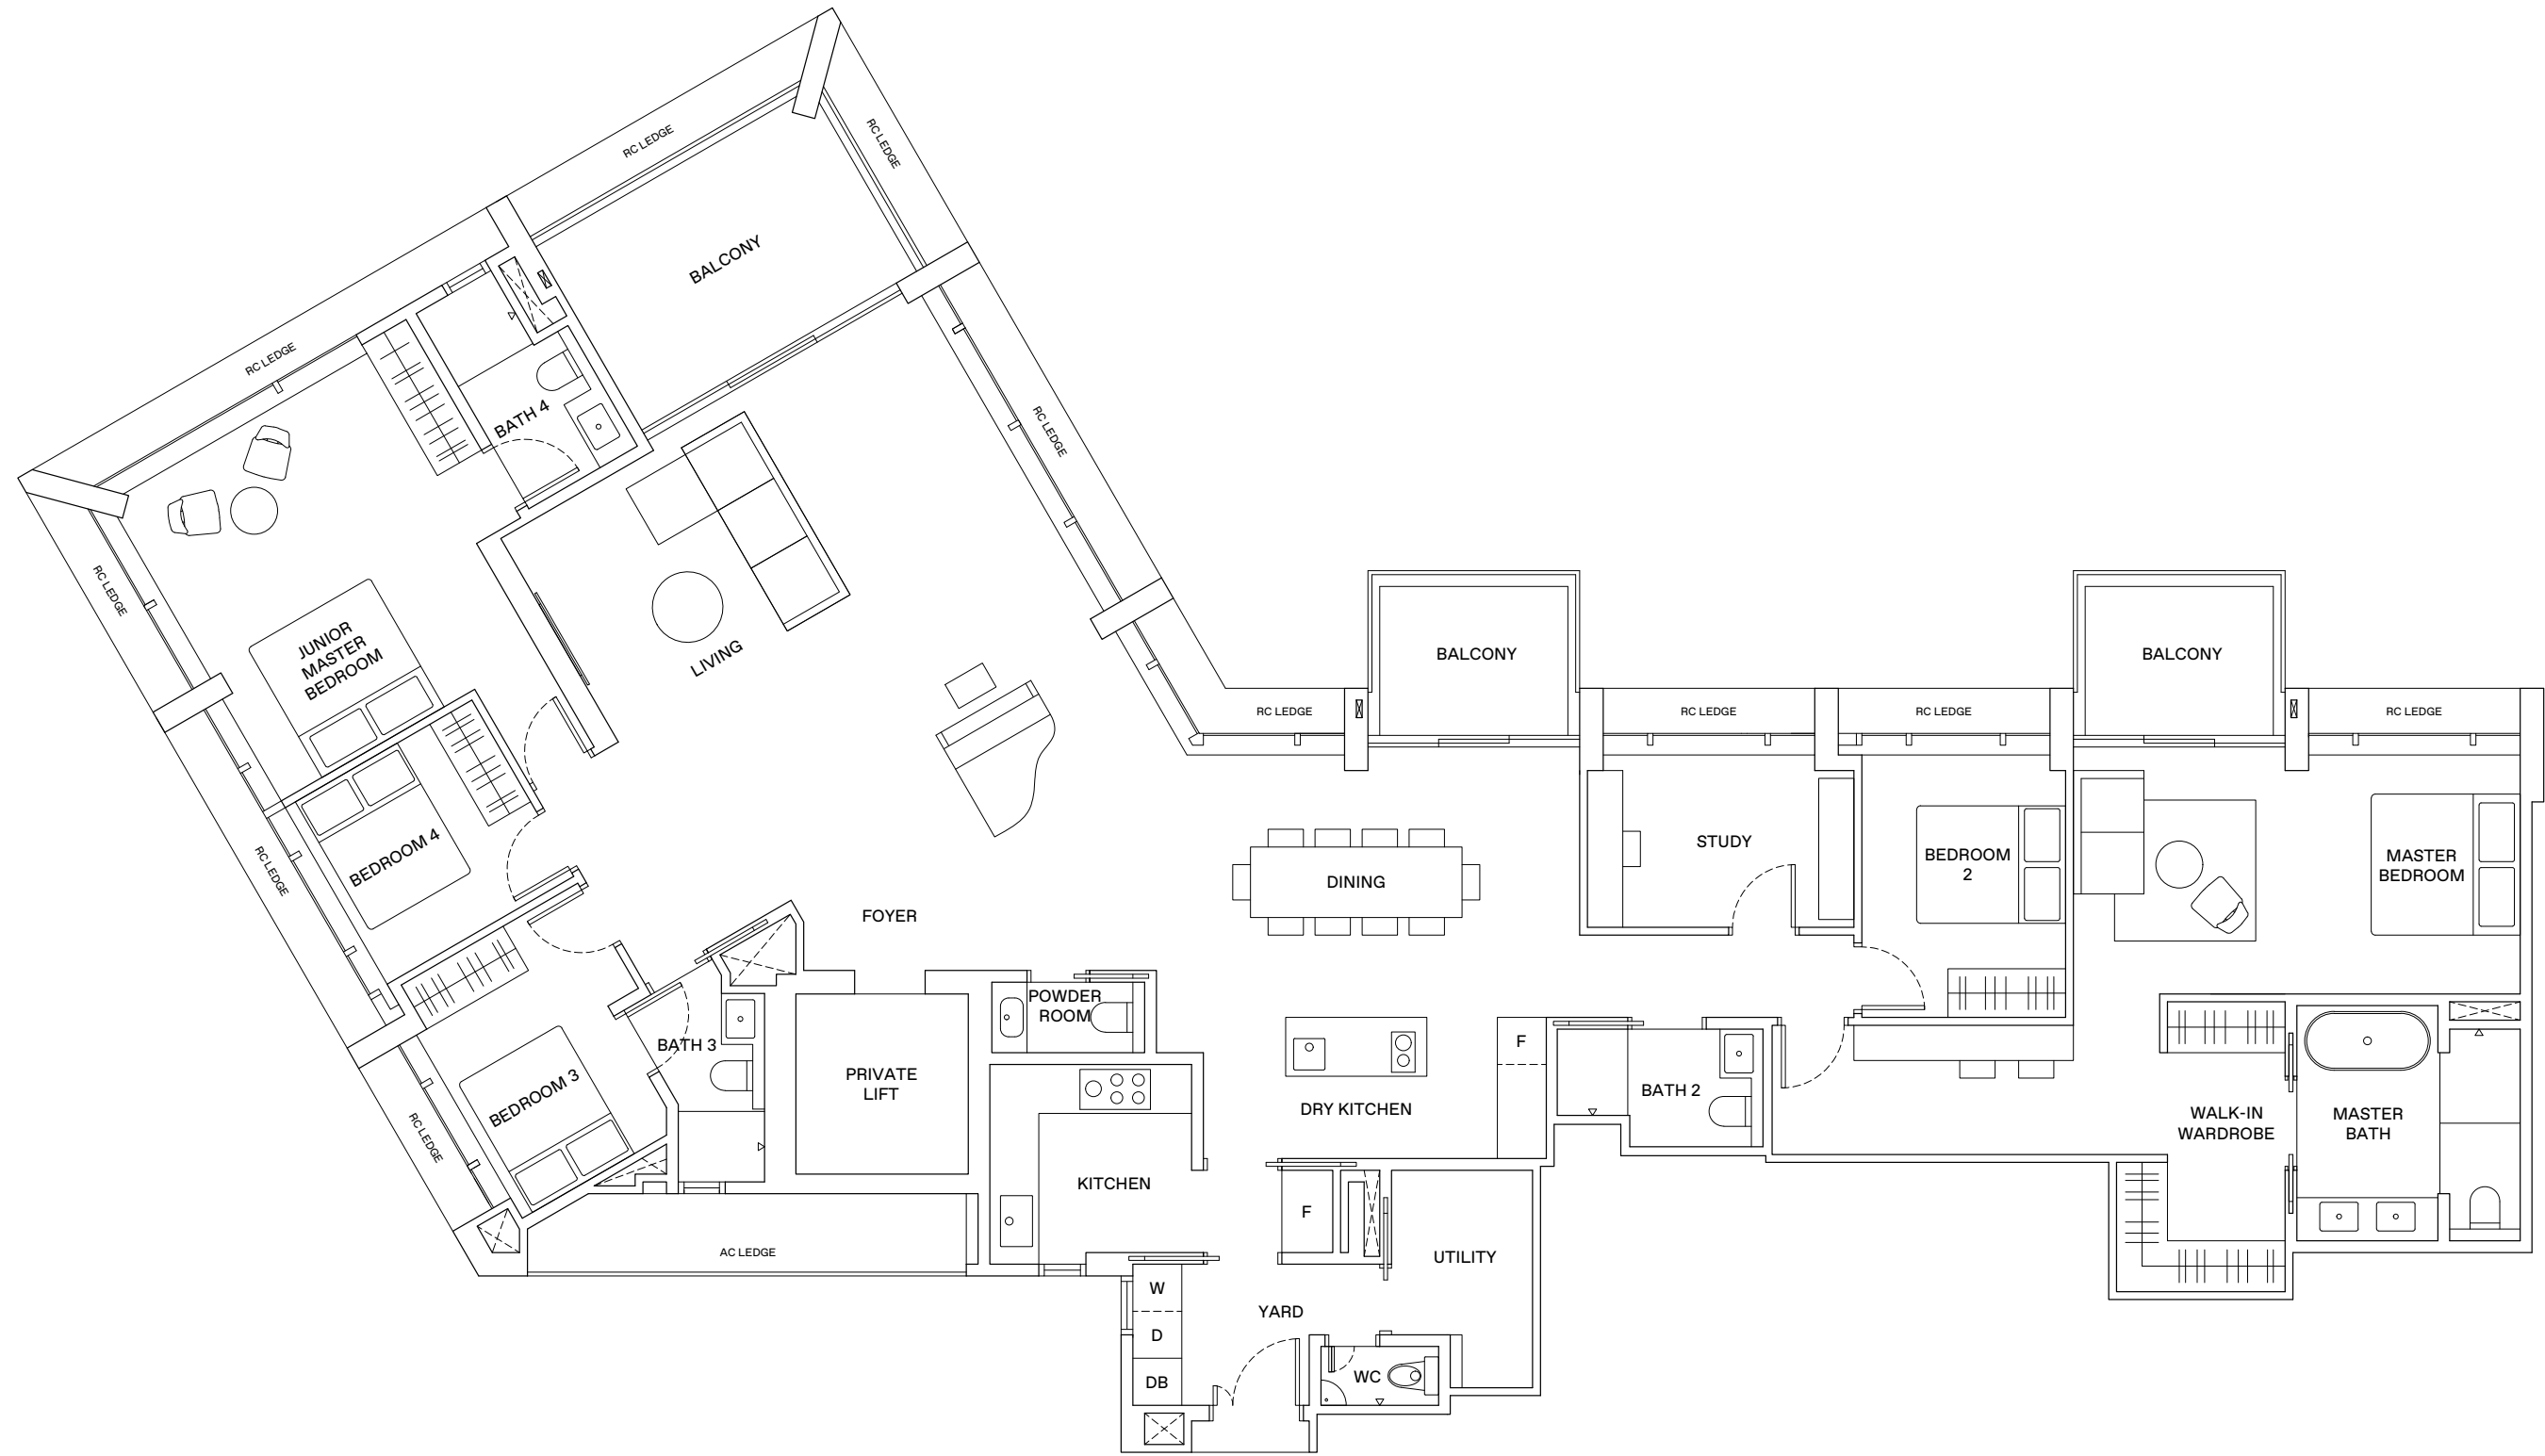 RC LEDGE
RC LEDGE
BALCONY
RC LEDGE
BATH 4
RC LEDGE
RC LEDGE
JUNIOR
MASTER
BEDROOM
LIVING
BALCONY
BALCONY
RC LEDGE
RC LEDGE
RC LEDGE
RC LEDGE
RC LEDGE
BEDROOM 4
STUDY
BEDROOM
2
MASTER
BEDROOM
DINING
FOYER
POWDER
ROOM
BATH 3
F
PRIVATE
LIFT
BATH 2
BEDROOM 3
DRY KITCHEN
WALK-IN
WARDROBE
MASTER
BATH
RC LEDGE
KITCHEN
F
AC LEDGE
UTILITY
W
YARD
D
WC
DB